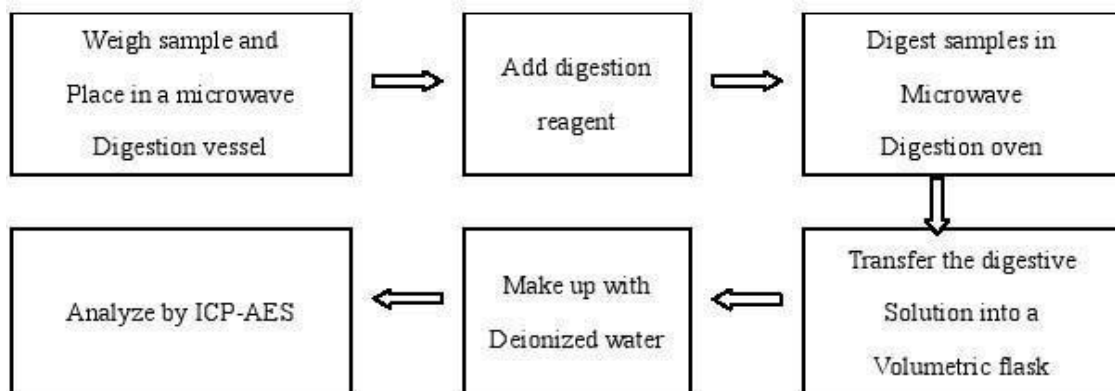 Weigh sample and
Place in a microwave
Digestion vessel
Add digestion
reagent
Digest samples in
Microwave
Digestion oven
Transfer the digestive
Solution into a
Volumetric flask
Make up with
Deionized water
Analyze by ICP-AES